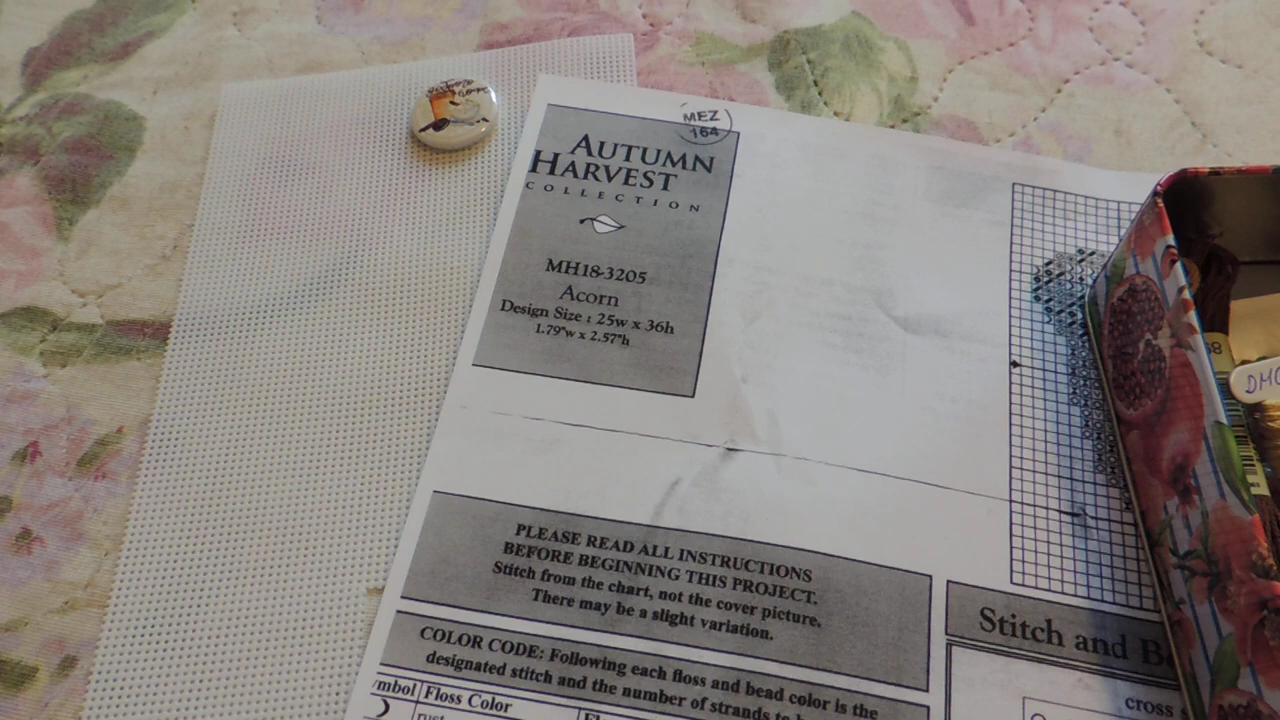 MEZ
164
AUTUMN
HARVEST
COLLECTION
MH18-3205
Acorn
Design Size : 25w x 36h
1.79"w x 2.57"h
PLEASE READ ALL INSTRUCTIONS
BEFORE BEGINNING THIS PROJECT.
Stitch from the chart, not the cover picture.
There may be a slight variation.
COLOR CODE: Following each floss and bead color is the
designated stitch and the number of strands to
mbol Floss Color
rust
Stitch and B
cross s
DMC